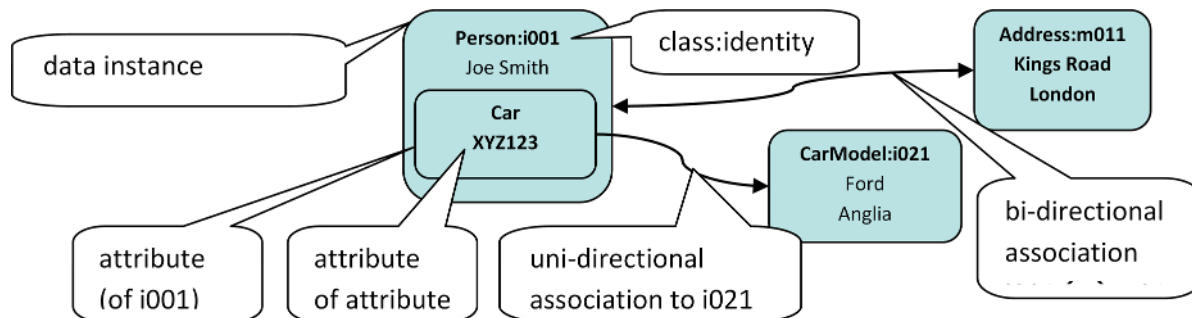 data instance
Person:i001
Joe Smith
Car
XYZ123
class:identity
Address:m011
Kings Road
London
CarModel:i021
Ford
Anglia
attribute
(of i001)
attribute
of attribute
uni-directional
association to i021
bi-directional
association